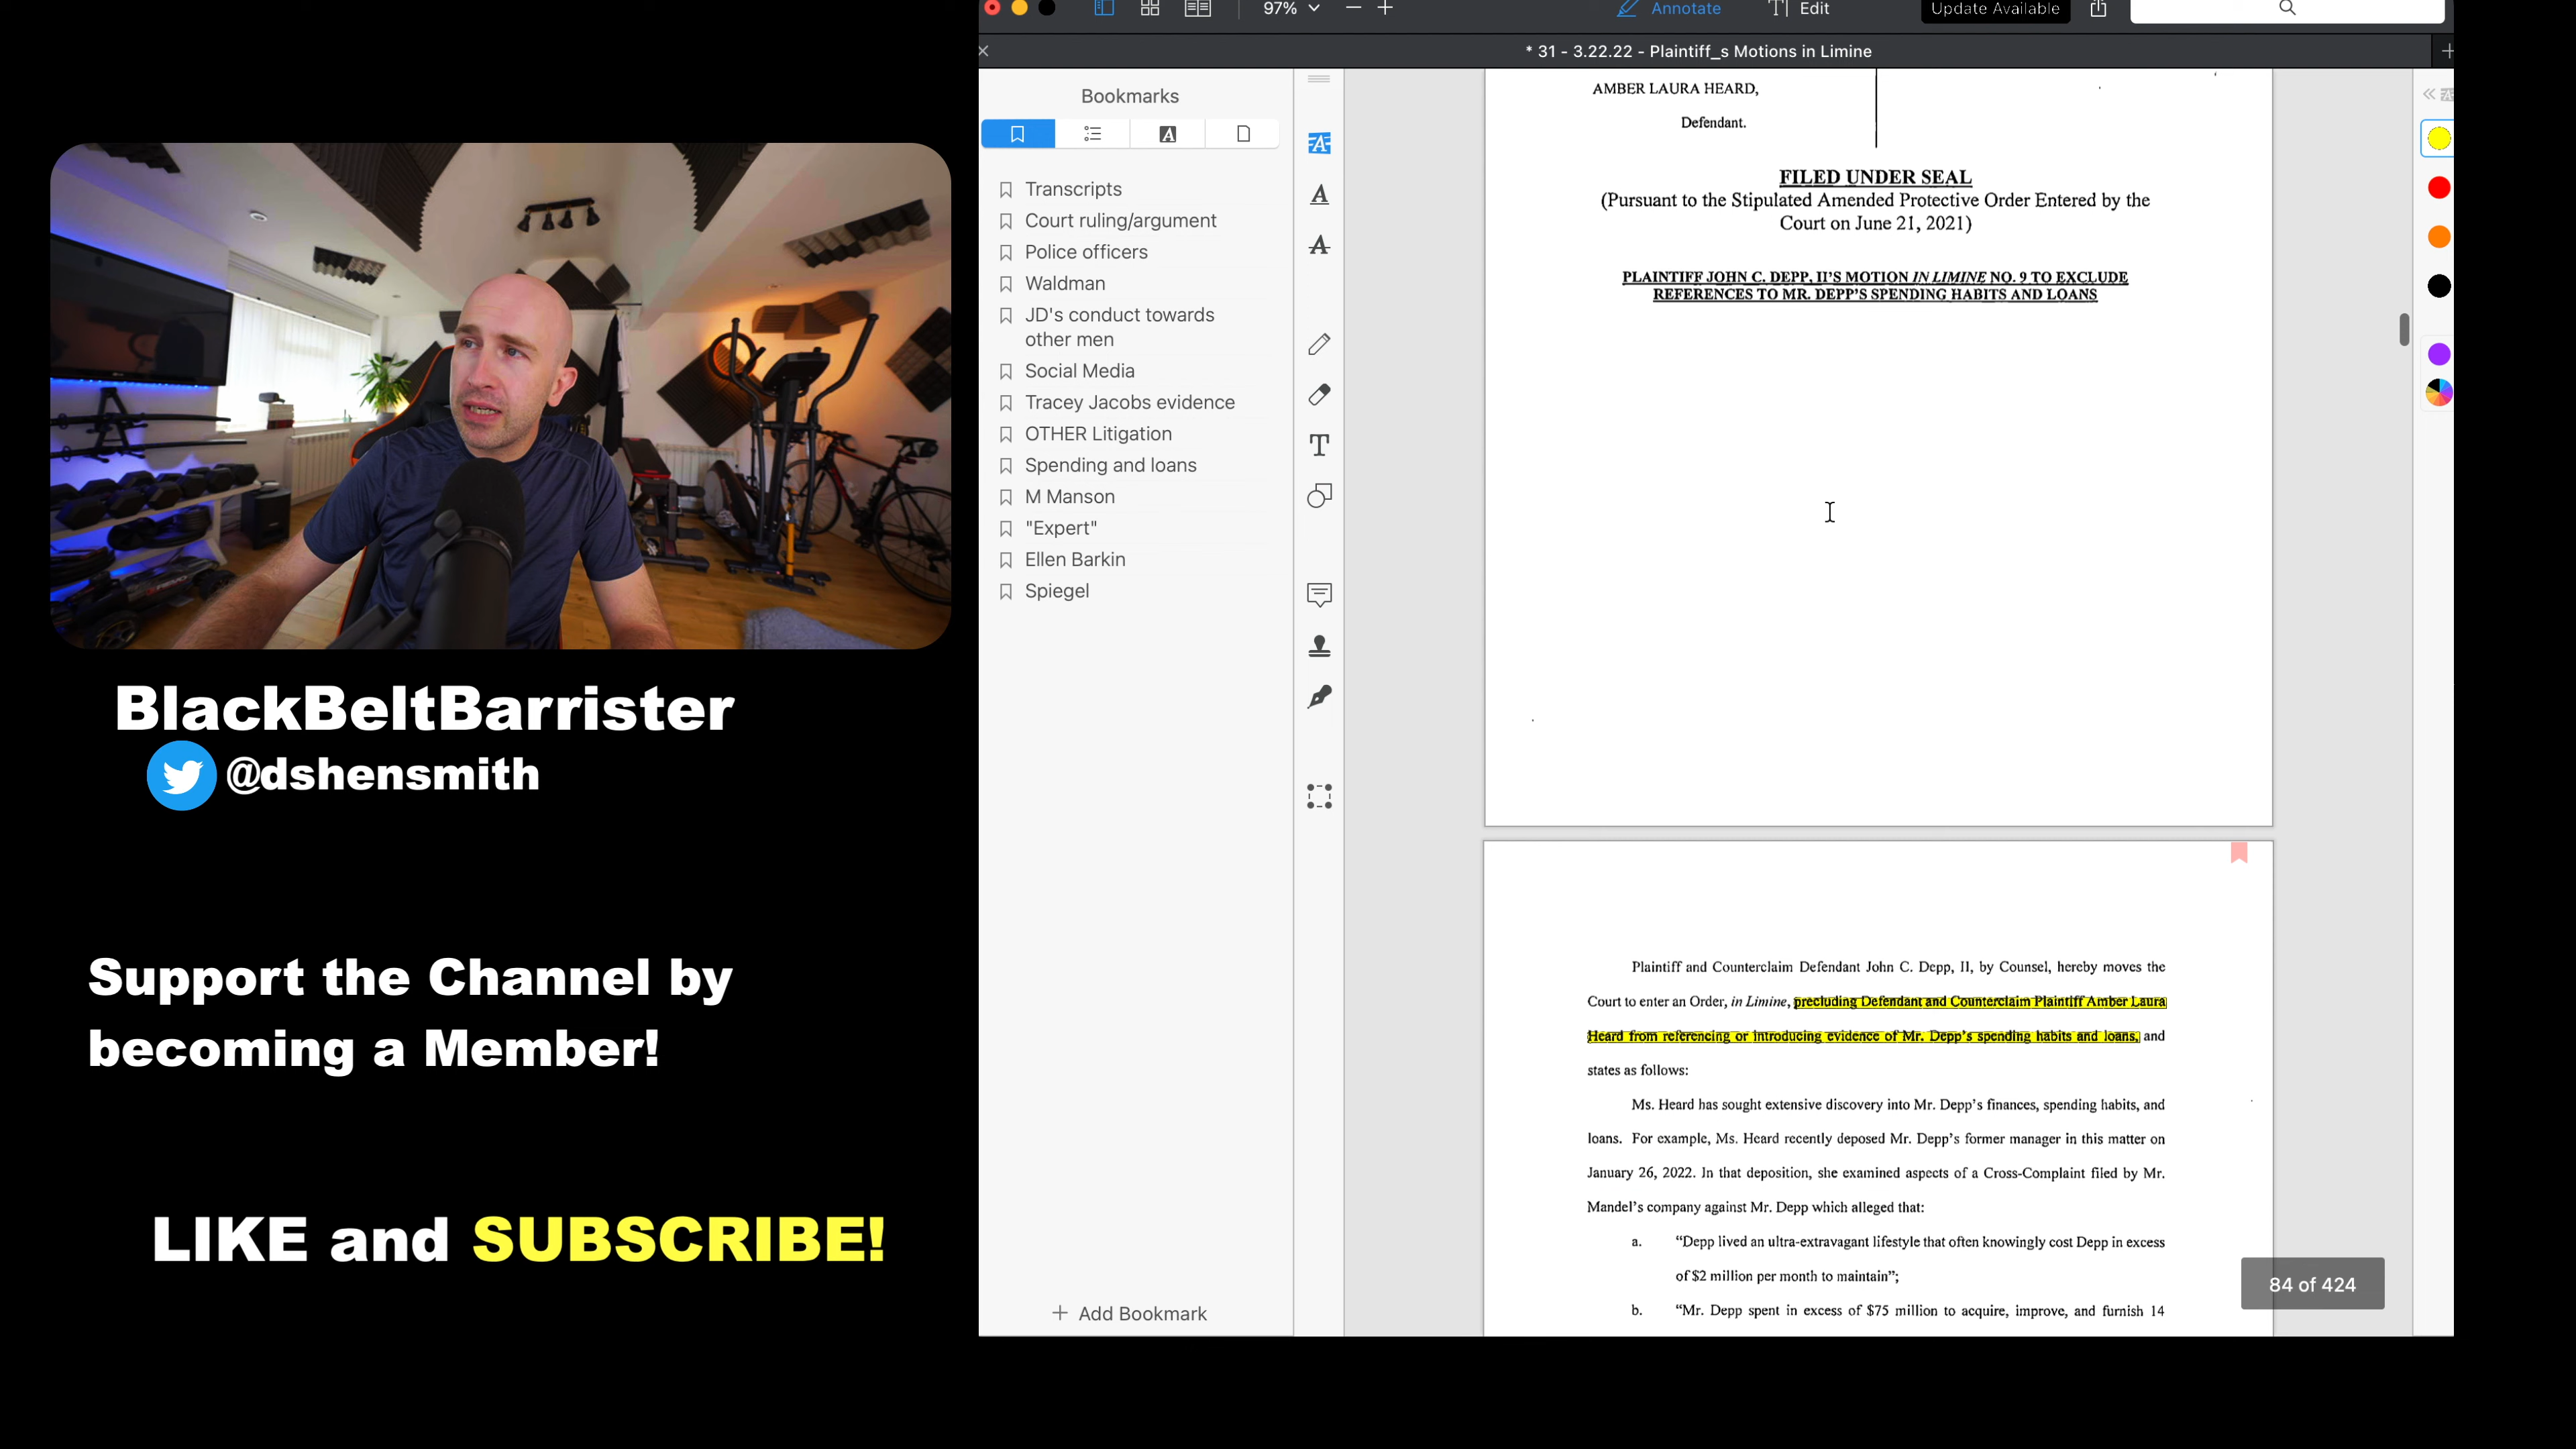 97%
Annotate
Edit
Update Available
* 31 - 3.22.22 - Plaintiff_s Motions in Limine
Bookmarks
Transcripts
Court ruling/argument
Police officers
Waldman
JD's conduct towards
other men
Social Media
Tracey Jacobs evidence
OTHER Litigation
Spending and loans
M Manson
"Expert"
Ellen Barkin
Spiegel
+ Add Bookmark
AMBER LAURA HEARD,
Defendant.
FILED UNDER SEAL
(Pursuant to the Stipulated Amended Protective Order Entered by the
Court on June 21, 2021)
PLAINTIFF JOHN C. DEPP, II'S MOTION IN LIMINE NO. 9 TO EXCLUDE
REFERENCES TO MR. DEPP'S SPENDING HABITS AND LOANS
Plaintiff and Counterclaim Defendant John C. Depp, II, by Counsel, hereby moves the
Court to enter an Order, in Limine, precluding Defendant and Counterclaim Plaintiff Amber Laura
Heard from referencing or introducing evidence of Mr. Depp's spending habits and loans, and
states as follows:
Ms. Heard has sought extensive discovery into Mr. Depp's finances, spending habits, and
loans. For example, Ms. Heard recently deposed Mr. Depp's former manager in this matter on
January 26, 2022. In that deposition, she examined aspects of a Cross-Complaint filed by Mr.
Mandel's company against Mr. Depp which alleged that:
a. “Depp lived an ultra-extravagant lifestyle that often knowingly cost Depp in excess
of $2 million per month to maintain”;
b. “Mr. Depp spent in excess of $75 million to acquire, improve, and furnish 14
84 of 424
BlackBeltBarrister
@dshensmith
Support the Channel by
becoming a Member!
LIKE and SUBSCRIBE!